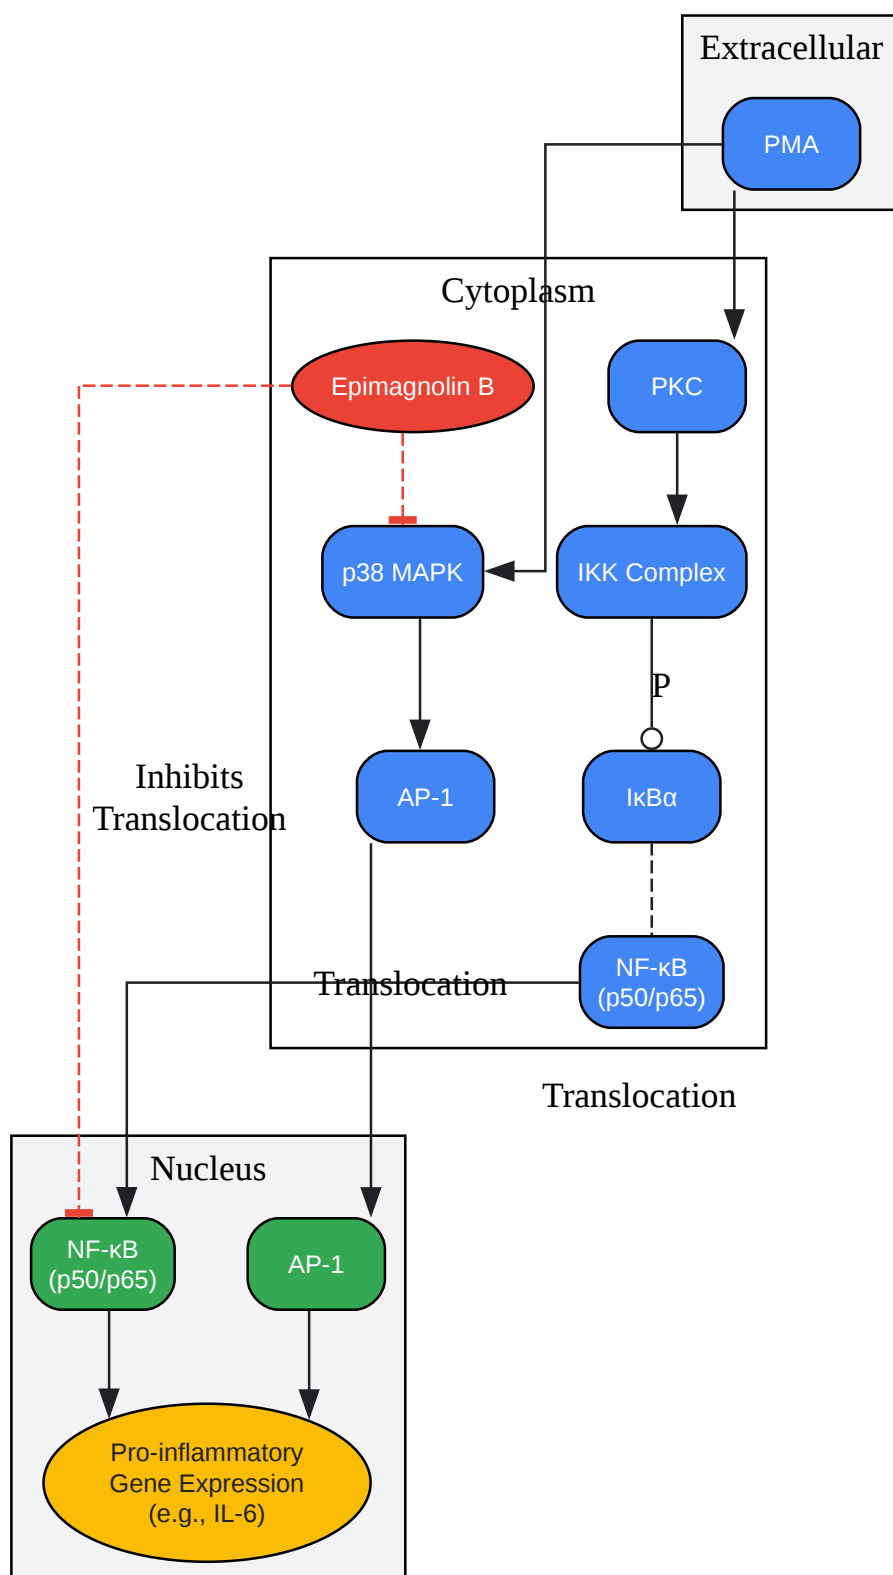 Extracellular
PMA
Cytoplasm
Epimagnolin B
PKC
p38 MAPK
IKK Complex
P
Inhibits
Translocation
AP-1
IκBα
NF-κB
(p50/p65)
Translocation
Translocation
Nucleus
NF-κB
(p50/p65)
AP-1
Pro-inflammatory
Gene Expression
(e.g., IL-6)